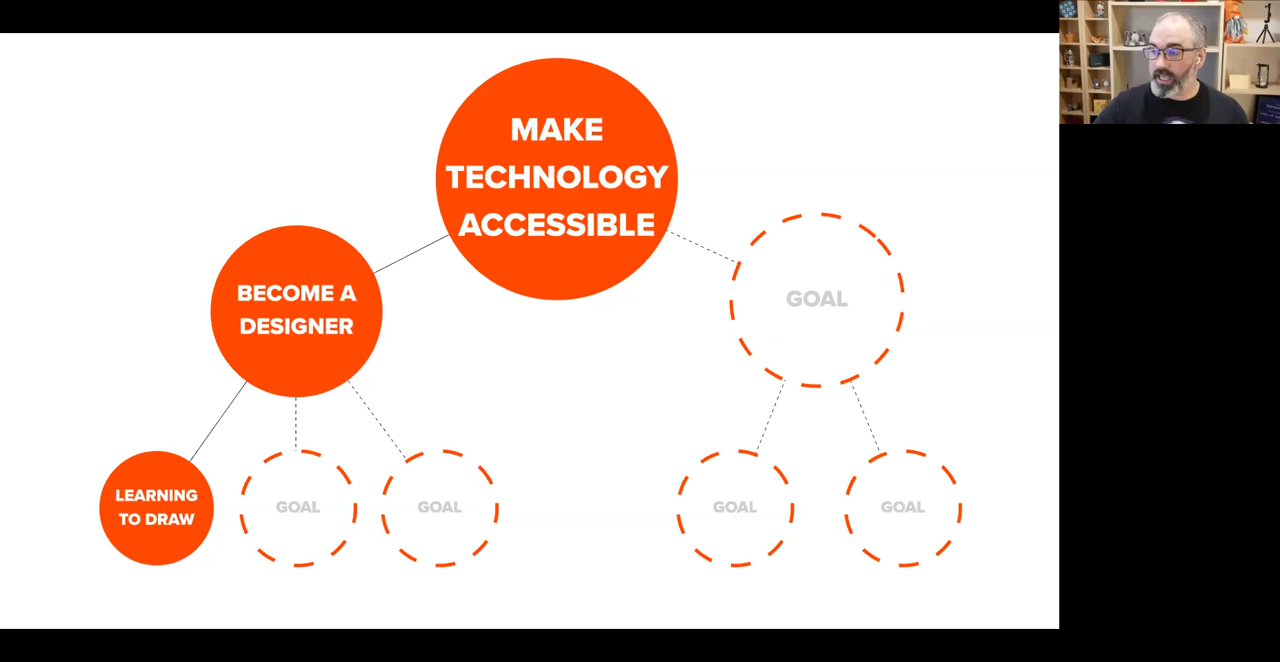 MAKE
TECHNOLOGY
ACCESSIBLE
BECOME A
DESIGNER
GOAL
LEARNING
TO DRAW
GOAL
GOAL
GOAL
GOAL